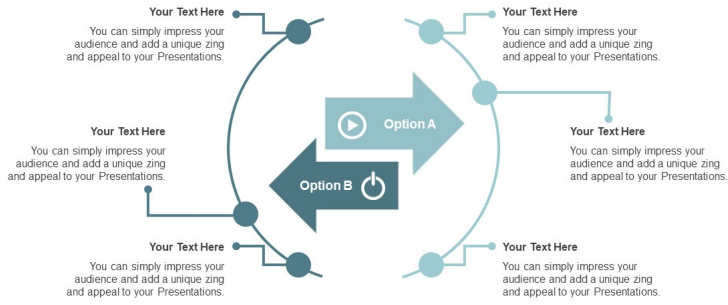 Your Text Here
You can simply impress your
audience and add a unique zing
and appeal to your Presentations.
Your Text Here
You can simply impress your
audience and add a unique zing
and appeal to your Presentations.
Option A
Your Text Here
You can simply impress your
audience and add a unique zing
and appeal to your Presentations.
Your Text Here
You can simply impress your
audience and add a unique zing
and appeal to your Presentations.
Option B
Your Text Here
You can simply impress your
audience and add a unique zing
and appeal to your Presentations.
Your Text Here
You can simply impress your
audience and add a unique zing
and appeal to your Presentations.